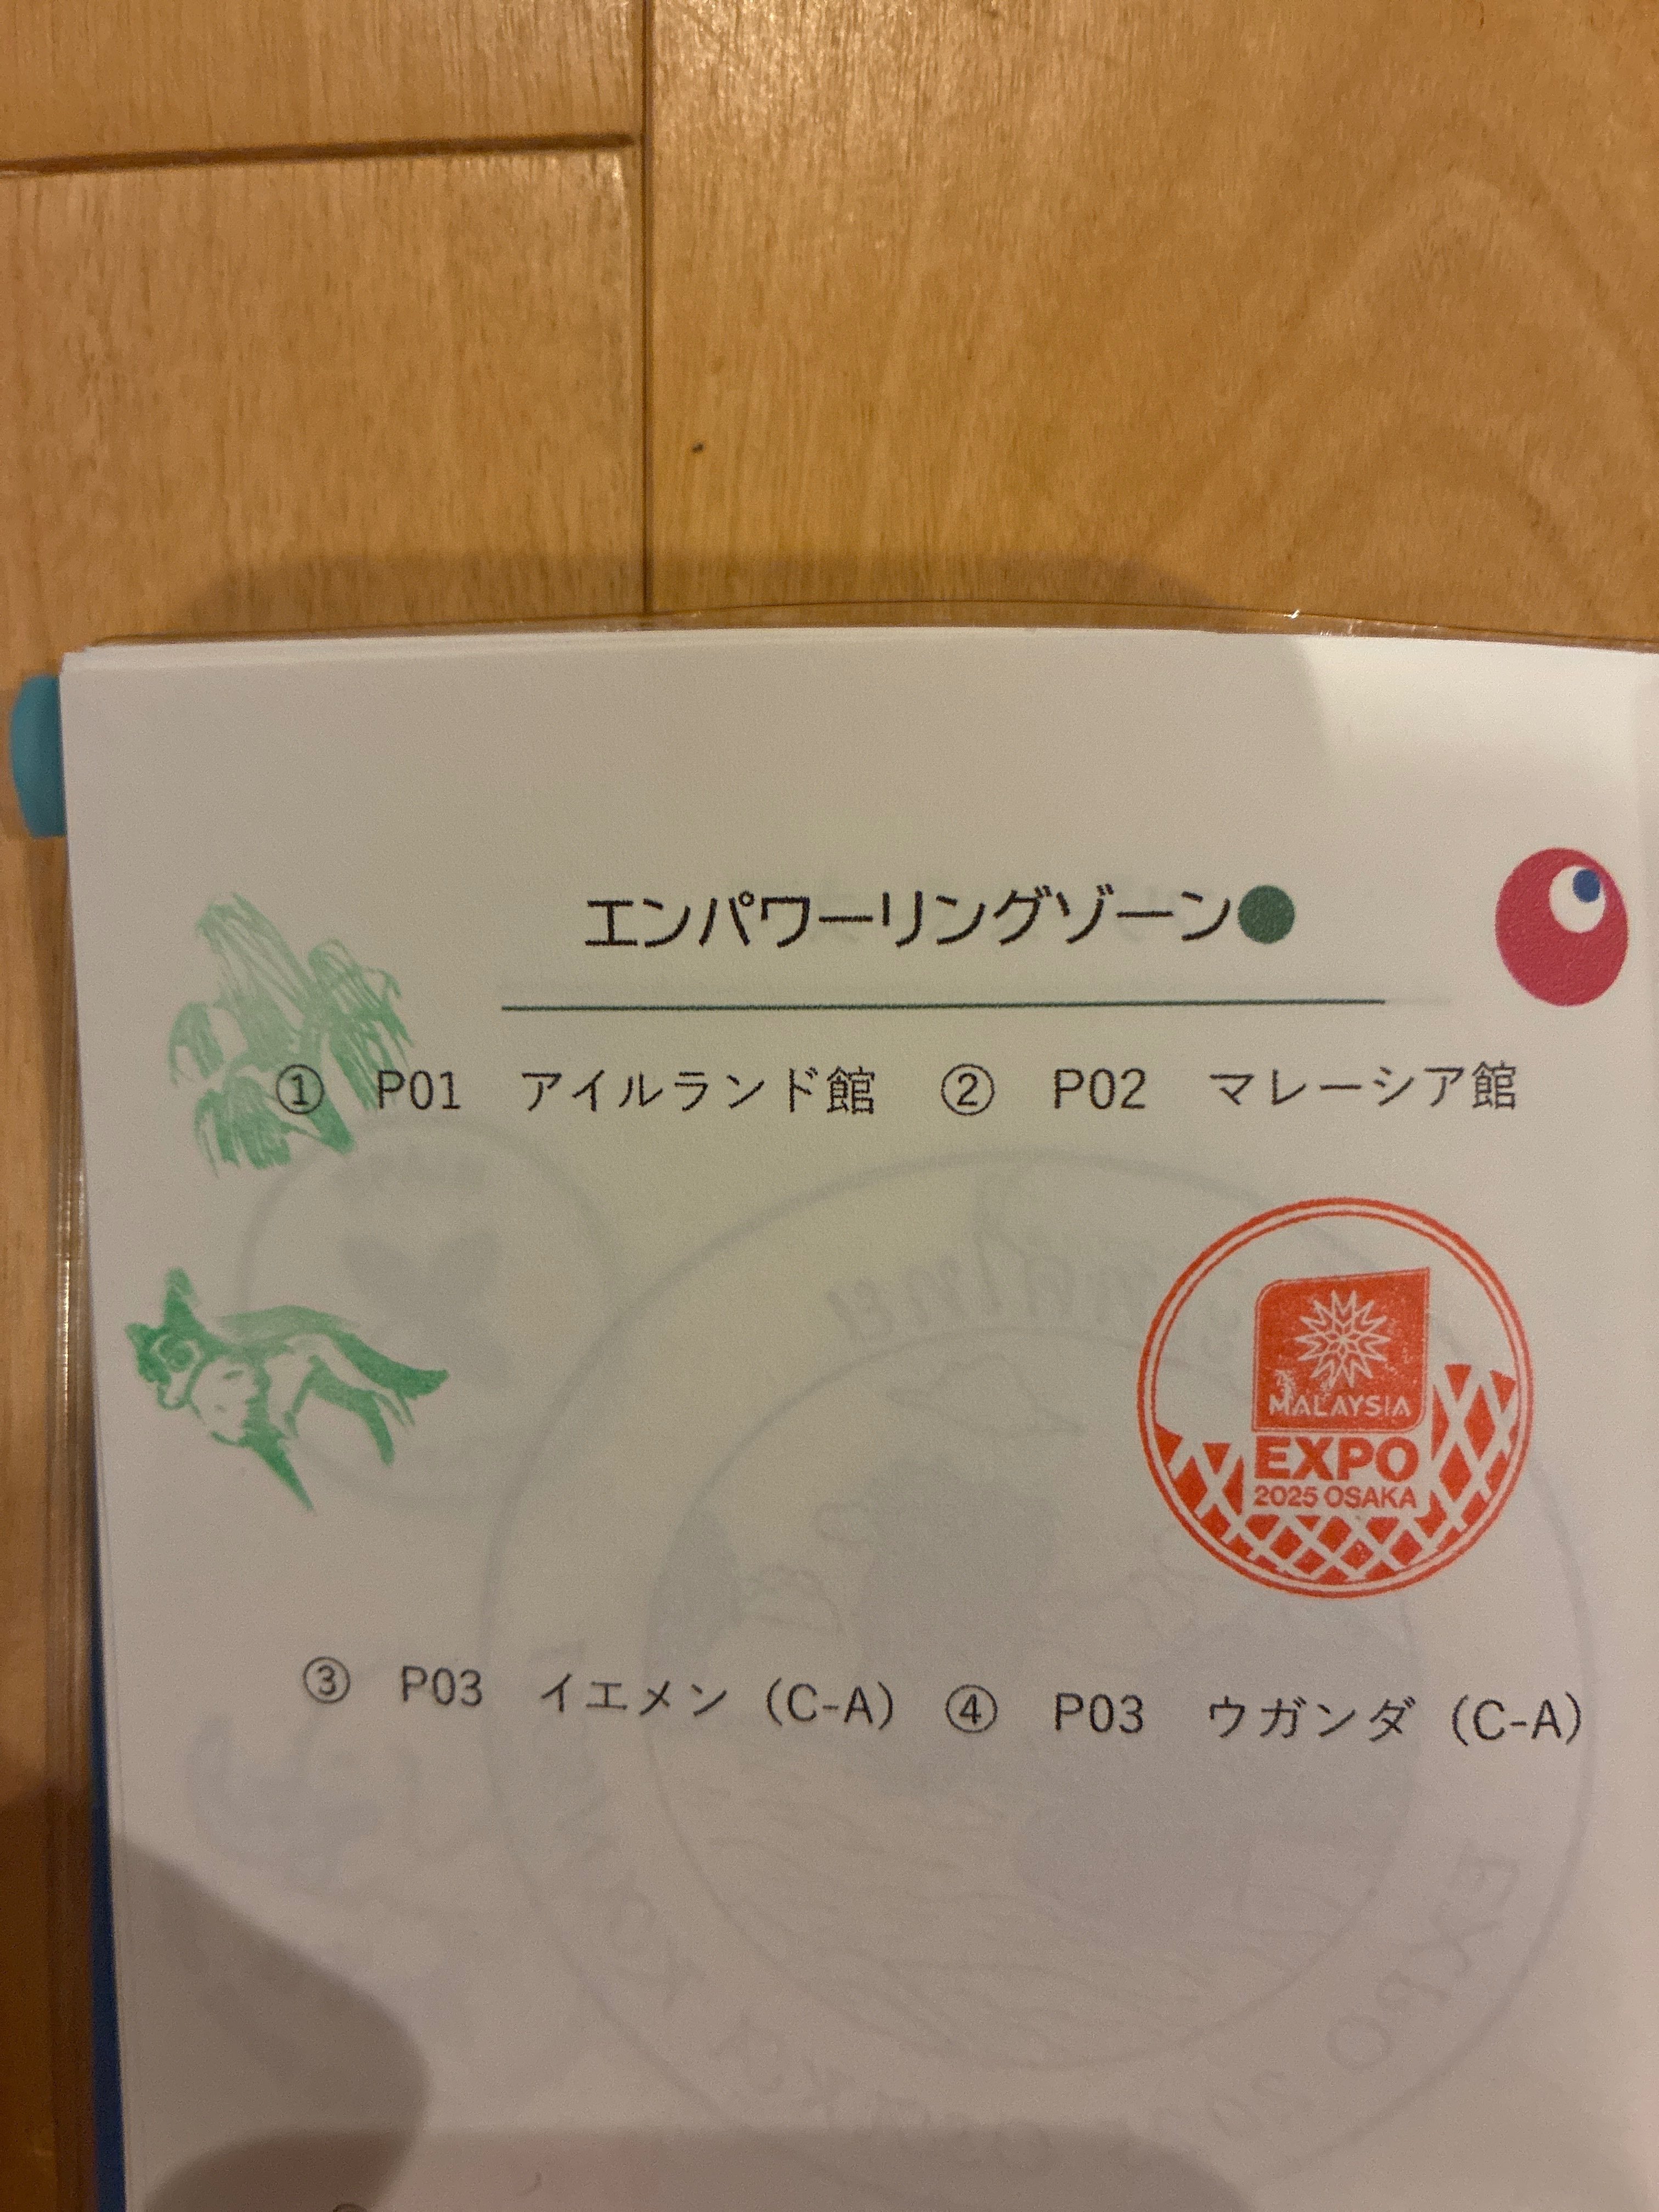 エンパワーリングゾーン
① P01 アイルランド館 ② P02 マレーシア館
MALAYSIA
EXPO
2025 OSAKA
③ P03 イエメン（C-A） ④ P03 ウガンダ（C-A）